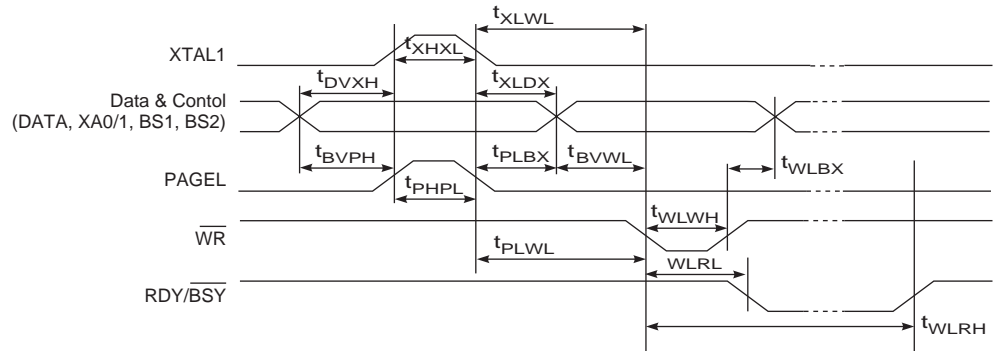 tXLWL
XTAL1
tXHXL
tDVXH
tXLDX
Data & Contol
(DATA, XA0/1, BS1, BS2)
tBVPH
tPLBX
tBVWL
tWLBX
PAGEL
tPHPL
tWLWH
WR
tPLWL
WLRL
RDY/BSY
tWLRH